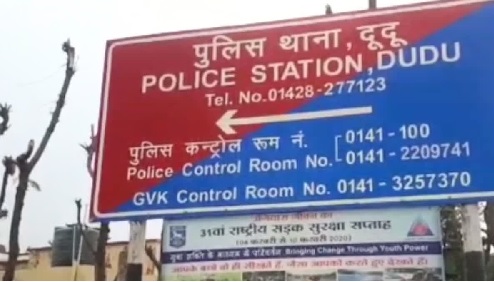 पुलिस थाना, दूदू
POLICE STATION, DUDU
Tel. No.01428-277123
पुलिस कन्ट्रोल रूम नं.
0141-100
Police Control Room No.
0141-2209741
GVK Control Room No. 0141-3257370
31वां राष्ट्रीय सड़क सुरक्षा सप्ताह
Bringing Change Through Youth Power